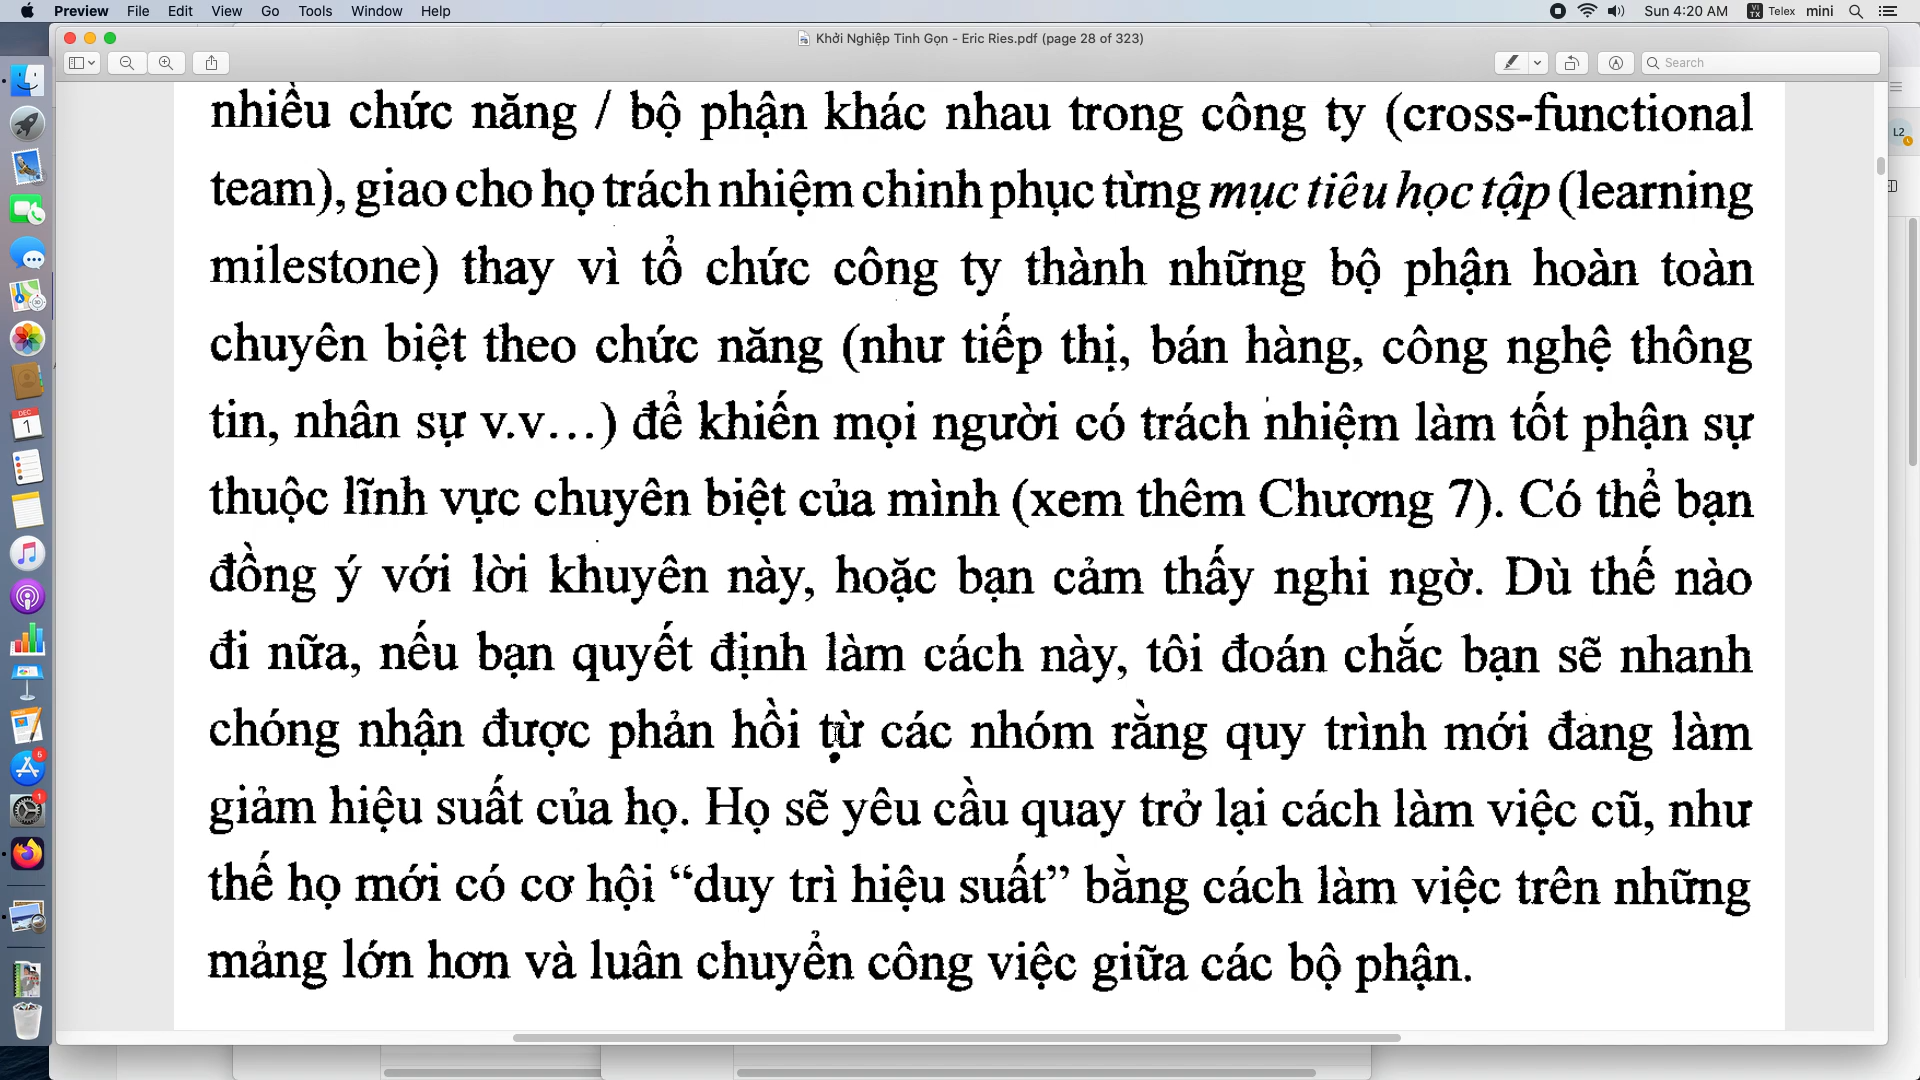 Preview File Edit View Go Tools Window Help
Sun 4:20 AM VI TX Telex mini
Khởi Nghiệp Tinh Gọn - Eric Ries.pdf (page 28 of 323)
Search
nhiều chức năng / bộ phận khác nhau trong công ty (cross-functional
team), giao cho họ trách nhiệm chinh phục từng mục tiêu học tập (learning
milestone) thay vì tổ chức công ty thành những bộ phận hoàn toàn
chuyên biệt theo chức năng (như tiếp thị, bán hàng, công nghệ thông
tin, nhân sự v.v...) để khiến mọi người có trách nhiệm làm tốt phận sự
thuộc lĩnh vực chuyên biệt của mình (xem thêm Chương 7). Có thể bạn
đồng ý với lời khuyên này, hoặc bạn cảm thấy nghi ngờ. Dù thế nào
đi nữa, nếu bạn quyết định làm cách này, tôi đoán chắc bạn sẽ nhanh
chóng nhận được phản hồi từ các nhóm rằng quy trình mới đang làm
giảm hiệu suất của họ. Họ sẽ yêu cầu quay trở lại cách làm việc cũ, như
thế họ mới có cơ hội “duy trì hiệu suất” bằng cách làm việc trên những
mảng lớn hơn và luân chuyển công việc giữa các bộ phận.
L2
DEC
1
6
1